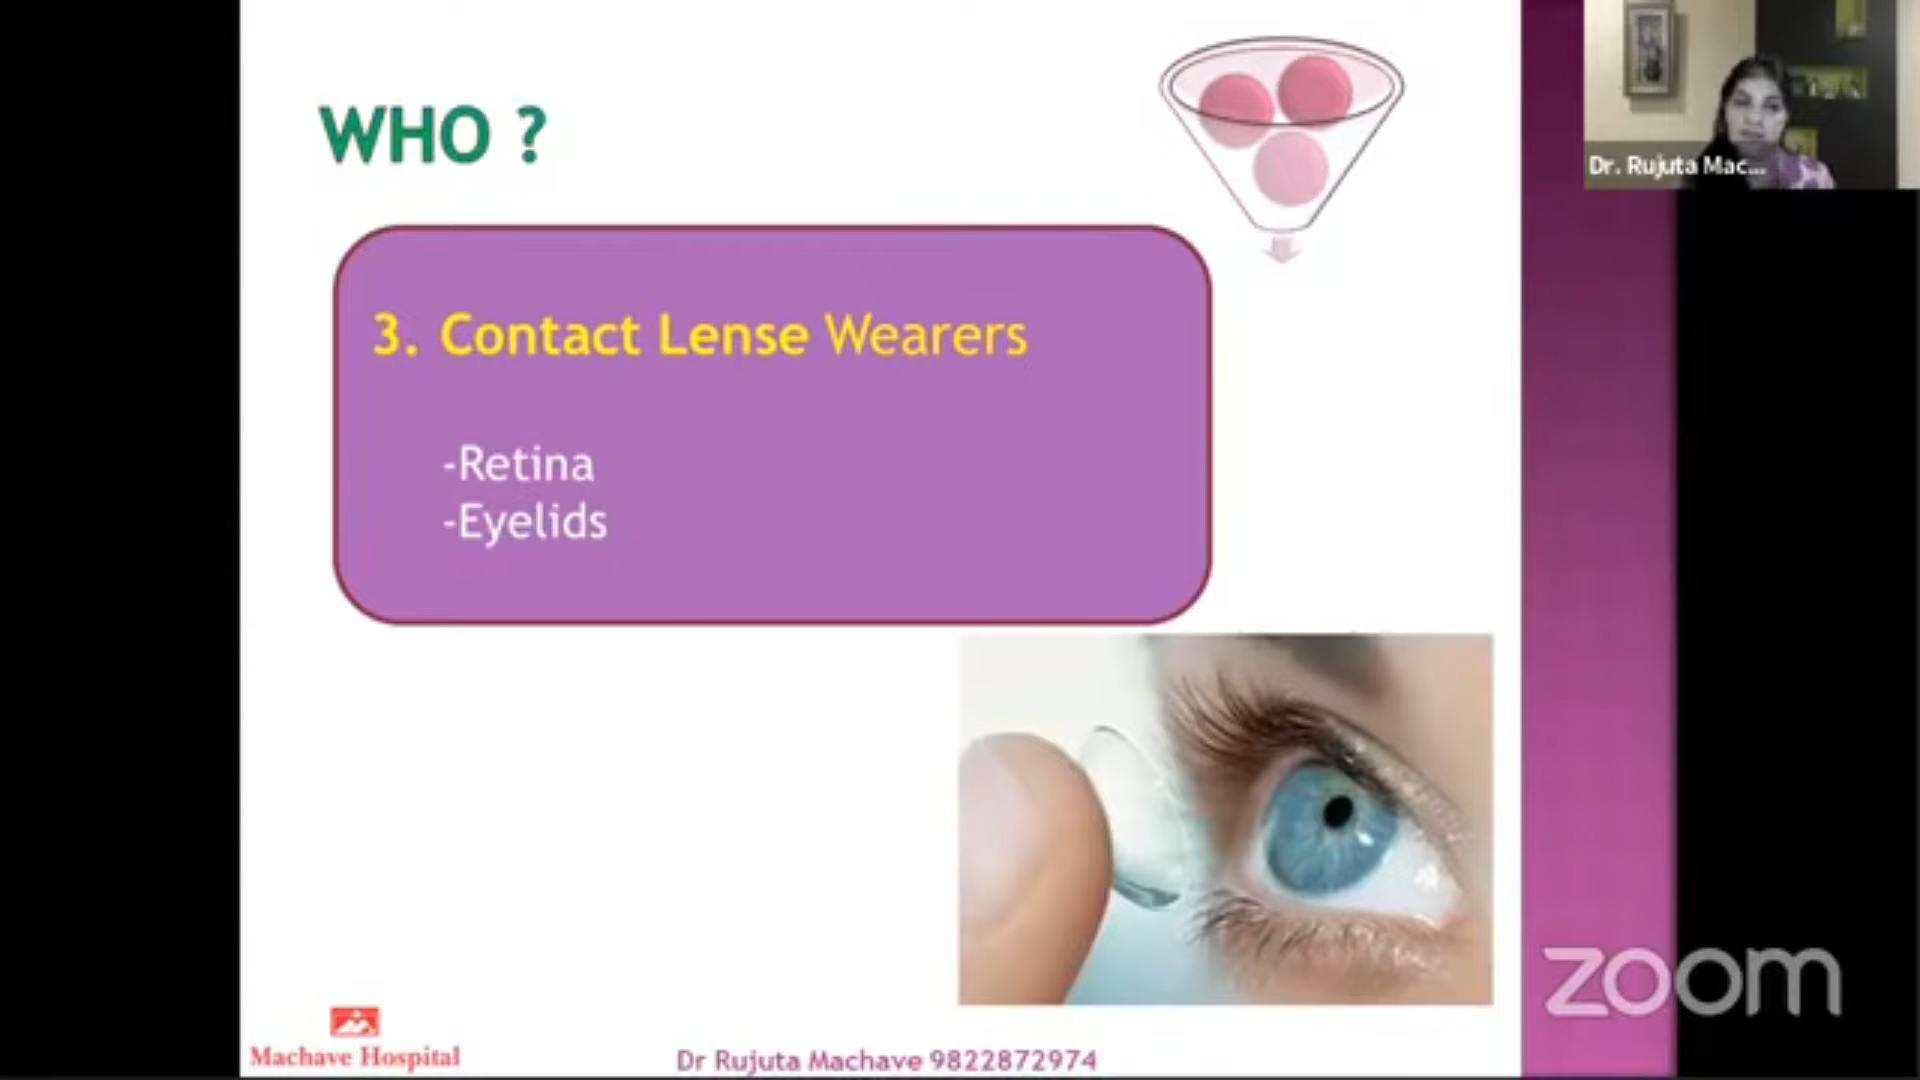 WHO ?
Dr. Rujuta Mac...
3. Contact Lense Wearers
-Retina
-Eyelids
zoom
Machave Hospital
Dr Rujuta Machave 9822872974